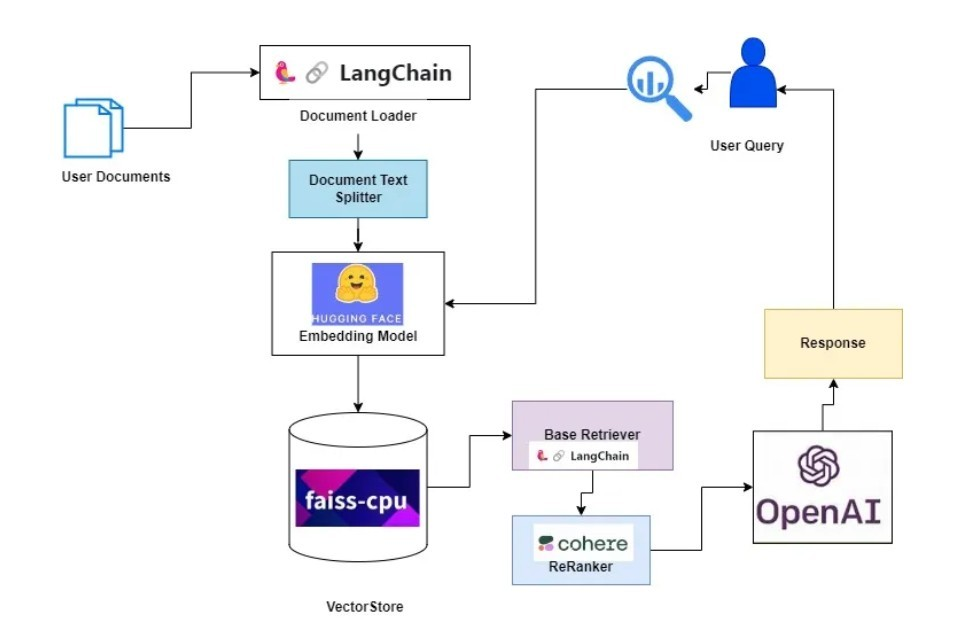 LangChain
Document Loader
User Documents
User Query
Document Text
Splitter
HUGGING FACE
Embedding Model
Response
Base Retriever
LangChain
faiss-cpu
OpenAI
cohere
ReRanker
VectorStore